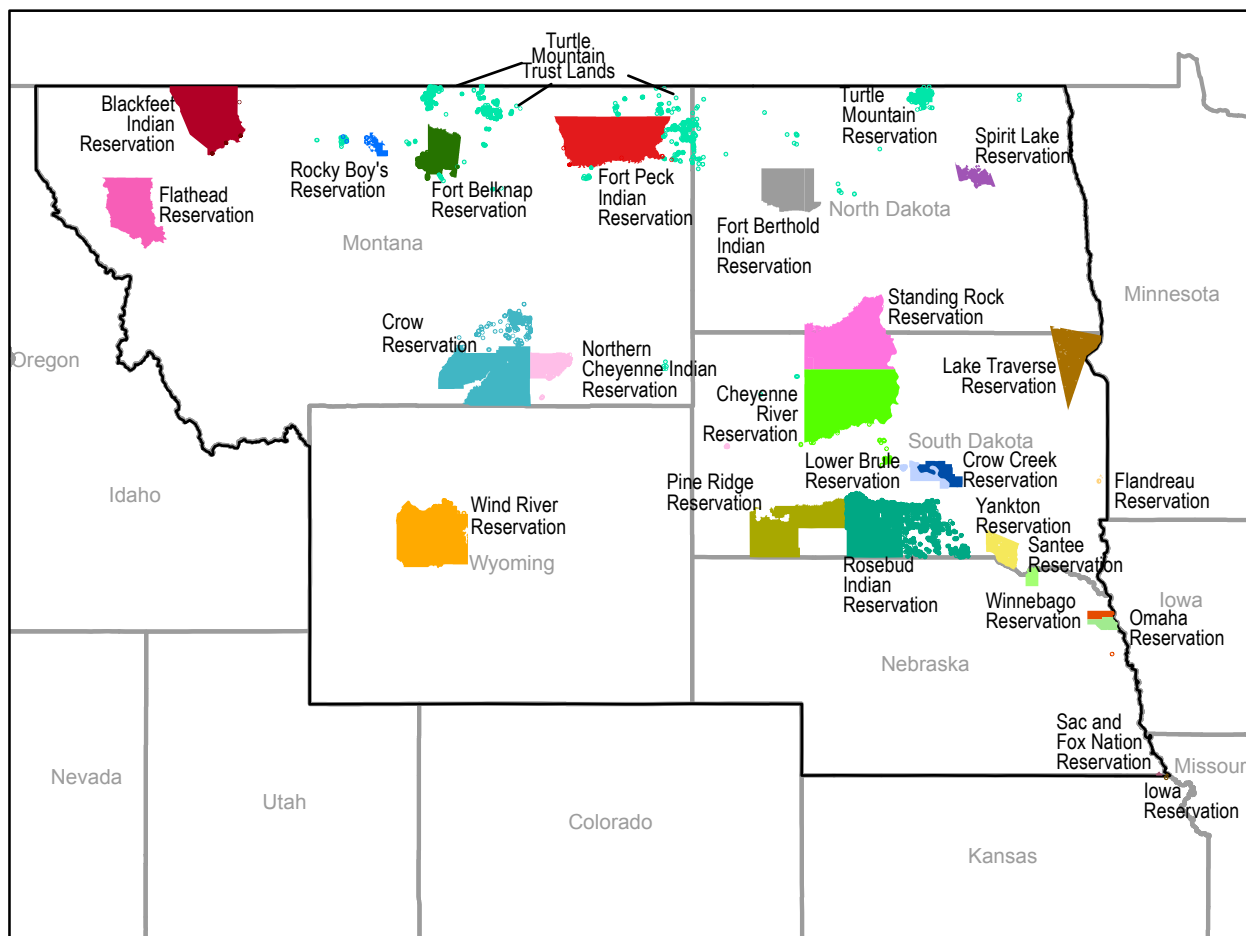 Turtle
Mountain
Trust Lands
Blackfeet
Indian
Reservation
Rocky Boy's
Reservation
Fort Belknap
Reservation
Fort Peck
Indian
Reservation
Turtle
Mountain
Reservation
Spirit Lake
Reservation
Flathead
Reservation
Montana
Fort Berthold
Indian
Reservation
North Dakota
Minnesota
Oregon
Crow
Reservation
Northern
Cheyenne Indian
Reservation
Standing Rock
Reservation
Lake Traverse
Reservation
Cheyenne
River
Reservation
South Dakota
Idaho
Wind River
Reservation
Wyoming
Pine Ridge
Reservation
Lower Brule
Reservation
Crow Creek
Reservation
Flandreau
Reservation
Yankton
Reservation
Santee
Reservation
Rosebud
Indian
Reservation
Winnebago
Reservation
Omaha
Reservation
Iowa
Nebraska
Sac and
Fox Nation
Reservation
Missour
Iowa
Reservation
Nevada
Utah
Colorado
Kansas